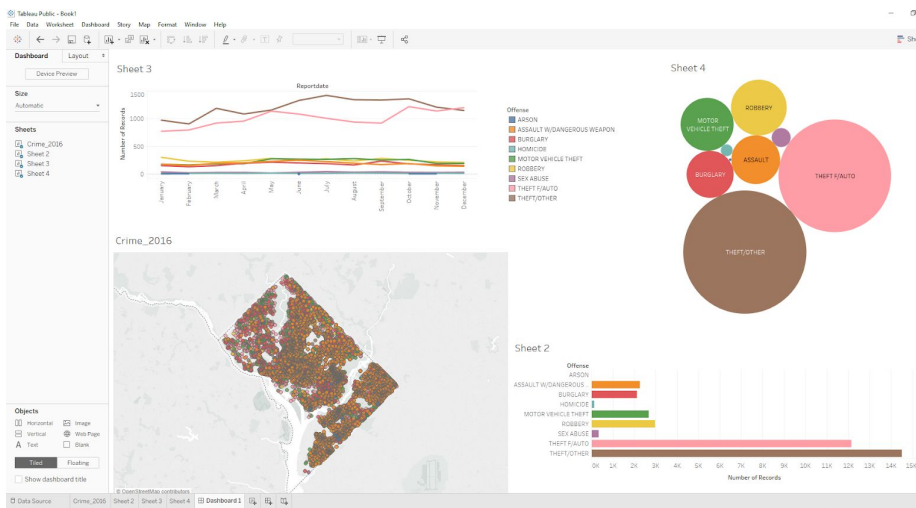 Tableau Public - Book1
File Data Worksheet Dashboard Story Map Format Window Help
Dashboard Layout
Device Preview
Size
Automatic
Sheets
Crime_2016
Sheet 2
Sheet 3
Sheet 4
Objects
Horizontal Image
Vertical Web Page
A Text Blank
Tiled Floating
Show dashboard title
Sheet 3
Reportdate
Number of Records
1500
1000
500
0
January
February
March
April
May
June
July
August
September
October
November
December
Offense
ARSON
ASSAULT W/DANGEROUS WEAPON
BURGLARY
HOMICIDE
MOTOR VEHICLE THEFT
ROBBERY
SEX ABUSE
THEFT F/AUTO
THEFT/OTHER
Sheet 4
ROBBERY
MOTOR
VEHICLE THEFT
ASSAULT
BURGLARY
THEFT F/AUTO
THEFT/OTHER
Crime_2016
© OpenStreetMap contributors
Sheet 2
Offense
ARSON
ASSAULT W/DANGEROUS ..
BURGLARY
HOMICIDE
MOTOR VEHICLE THEFT
ROBBERY
SEX ABUSE
THEFT F/AUTO
THEFT/OTHER
0K 1K 2K 3K 4K 5K 6K 7K 8K 9K 10K 11K 12K 13K 14K 15K
Number of Records
Data Source Crime_2016 Sheet 2 Sheet 3 Sheet 4 Dashboard 1